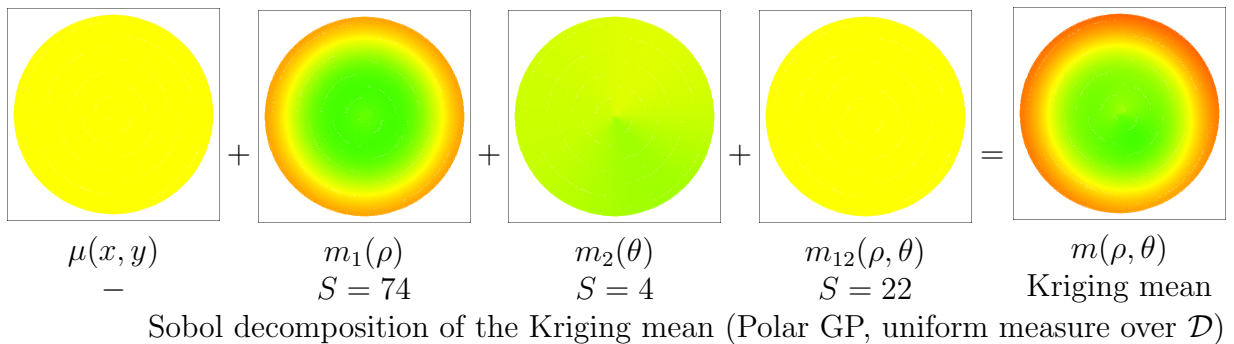 + + + =
μ(x, y) m₁(ρ) m₂(θ) m₁₂(ρ, θ) m(ρ, θ)
− S = 74 S = 4 S = 22 Kriging mean
Sobol decomposition of the Kriging mean (Polar GP, uniform measure over 𝒟)